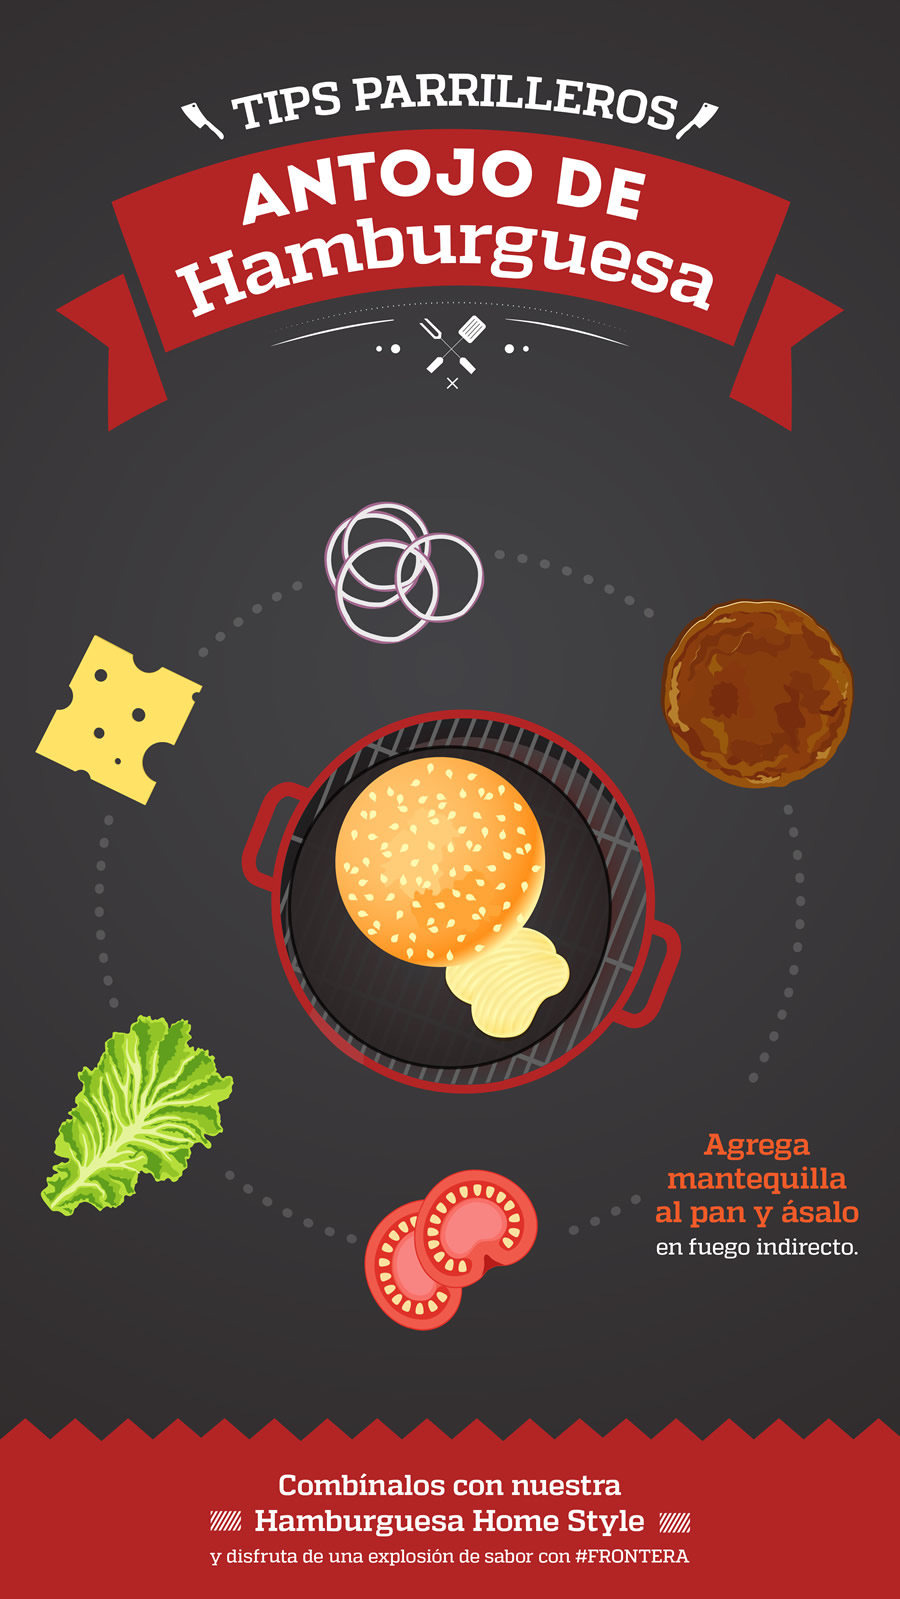 TIPS PARRILLEROS
ANTOJO DE
Hamburguesa
Agrega
mantequilla
al pan y ásalo
en fuego indirecto.
Combínalos con nuestra
Hamburguesa Home Style
y disfruta de una explosión de sabor con #FRONTERA